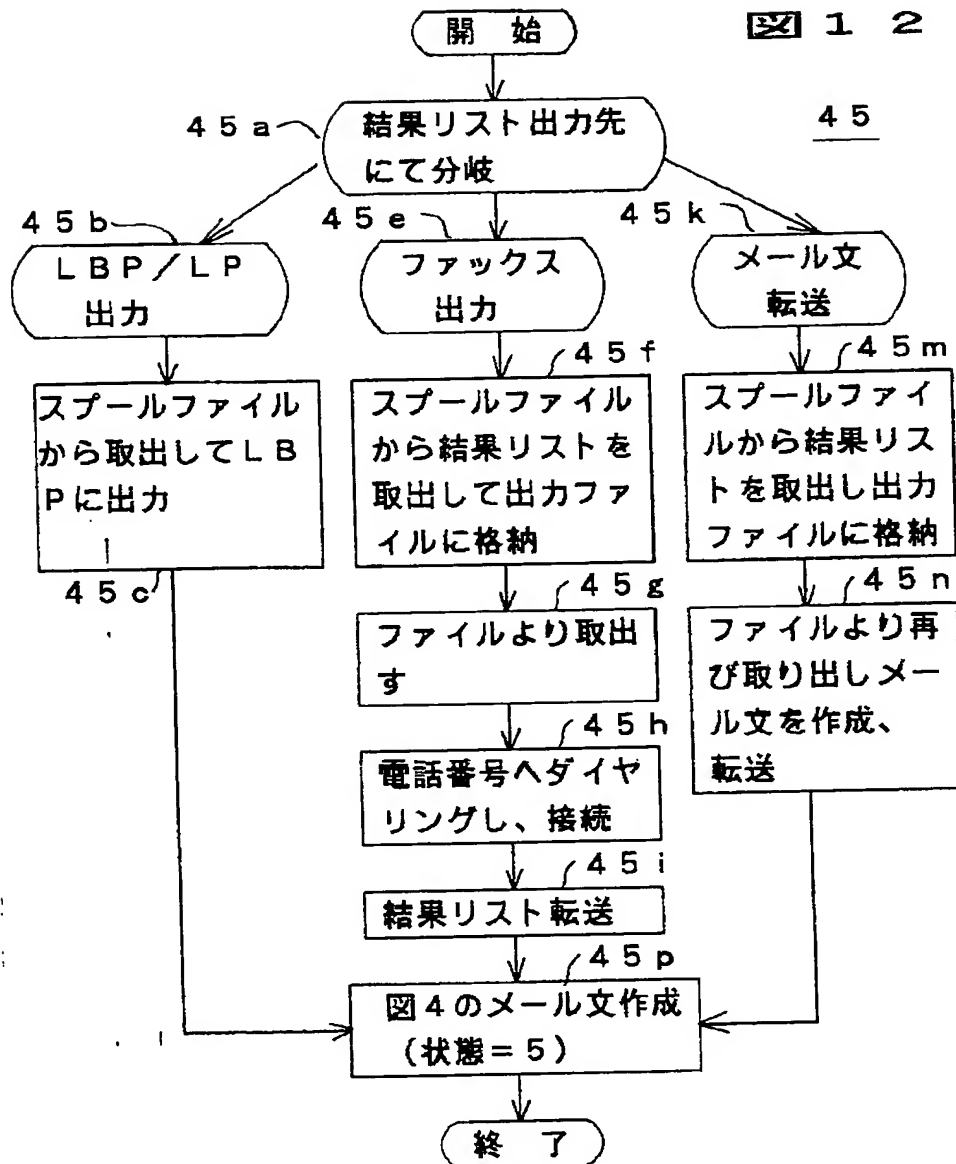 図１２
開　始
４５
４５ａ
結果リスト出力先
にて分岐
４５ｂ
ＬＢＰ／ＬＰ
出力
スプールファイル
から取出してＬＢ
Ｐに出力
４５ｃ
４５ｅ
ファックス
出力
４５ｆ
スプールファイル
から結果リストを
取出して出力ファ
イルに格納
４５ｇ
ファイルより取出
す
４５ｈ
電話番号へダイヤ
リングし、接続
４５ｉ
結果リスト転送
４５ｋ
メール文
転送
４５ｍ
スプールファイ
ルから結果リス
トを取出し出力
ファイルに格納
４５ｎ
ファイルより再
び取り出しメー
ル文を作成、
転送
４５ｐ
図４のメール文作成
（状態＝５）
終　了